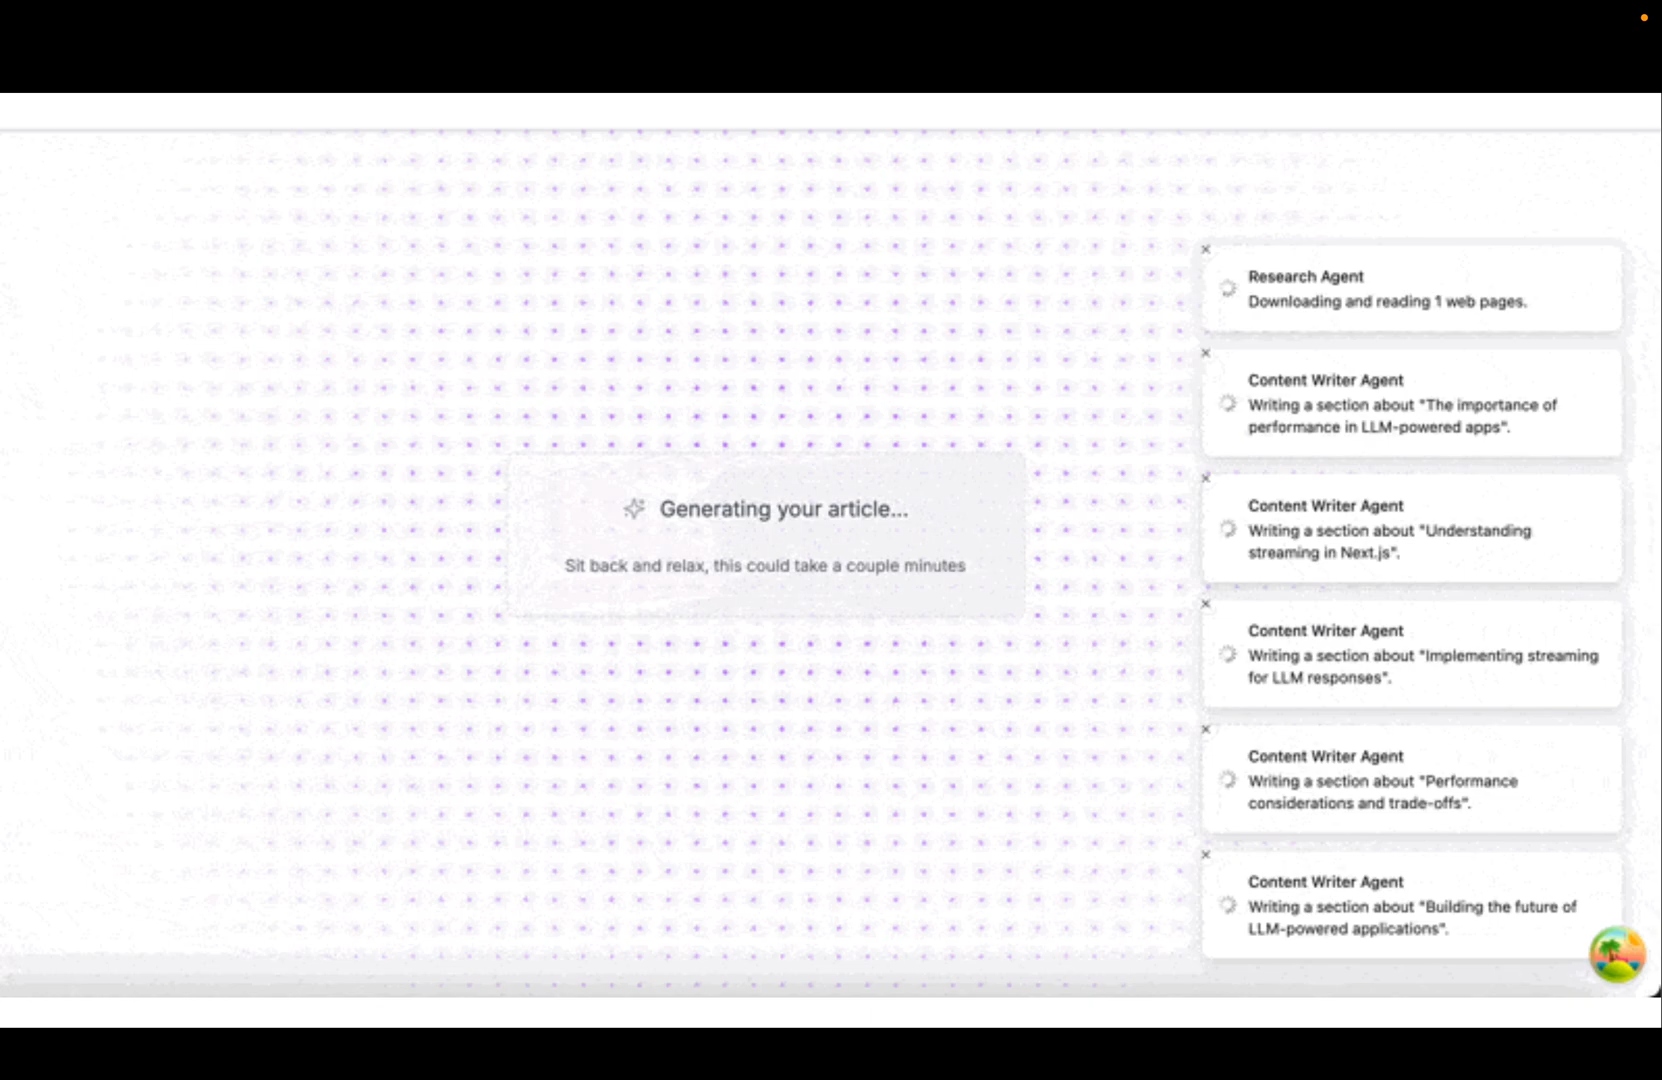 Generating your article...
Sit back and relax, this could take a couple minutes
Research Agent
Downloading and reading 1 web pages.
Content Writer Agent
Writing a section about "The importance of
performance in LLM-powered apps".
Content Writer Agent
Writing a section about "Understanding
streaming in Next.js".
Content Writer Agent
Writing a section about "Implementing streaming
for LLM responses".
Content Writer Agent
Writing a section about "Performance
considerations and trade-offs".
Content Writer Agent
Writing a section about "Building the future of
LLM-powered applications".